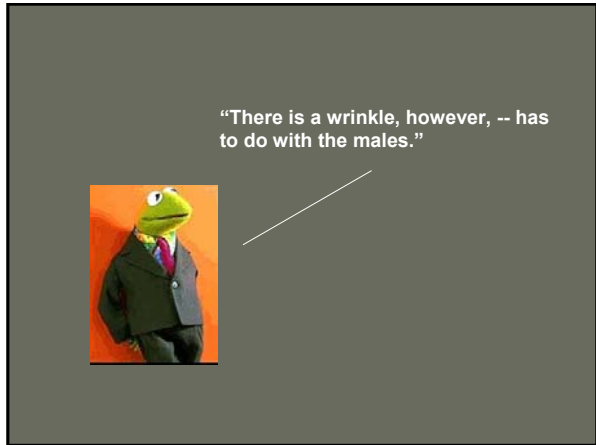 “There is a wrinkle, however, -- has
to do with the males.”